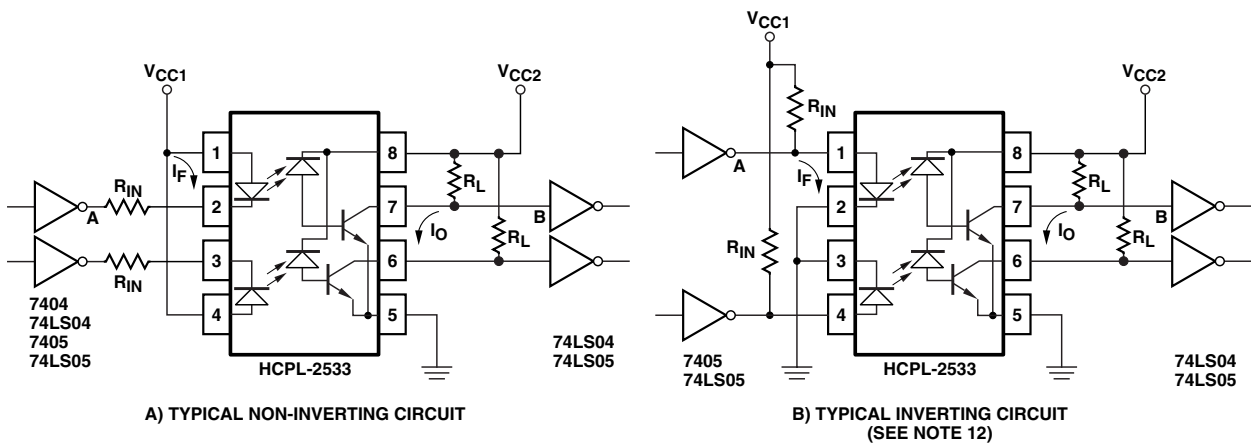 VCC1
VCC2
1
8
IF
RIN
A
2
7
RL
B
IO
RIN
3
6
RL
4
5
7404
74LS04
7405
74LS05
HCPL-2533
74LS04
74LS05
A) TYPICAL NON-INVERTING CIRCUIT
VCC1
VCC2
RIN
A
1
8
IF
RL
2
7
B
IO
RIN
3
6
RL
4
5
7405
74LS05
HCPL-2533
74LS04
74LS05
B) TYPICAL INVERTING CIRCUIT
(SEE NOTE 12)